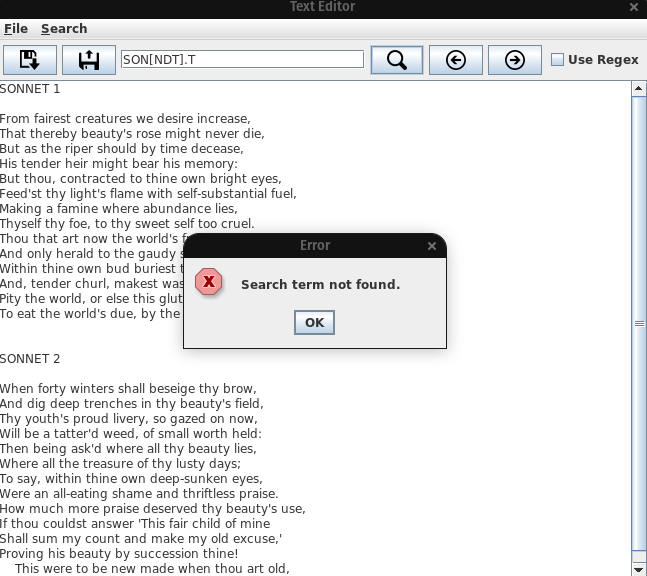 Text Editor
File Search
SON[NDT].T
Use Regex
SONNET 1
From fairest creatures we desire increase,
That thereby beauty's rose might never die,
But as the riper should by time decease,
His tender heir might bear his memory:
But thou, contracted to thine own bright eyes,
Feed'st thy light's flame with self-substantial fuel,
Making a famine where abundance lies,
Thyself thy foe, to thy sweet self too cruel.
Thou that art now the world's
And only herald to the gaudy
Within thine own bud buriest
And, tender churl, makest
Pity the world, or else this
To eat the world's due, by the
Error
Search term not found.
OK
SONNET 2
When forty winters shall beseige thy brow,
And dig deep trenches in thy beauty's field,
Thy youth's proud livery, so gazed on now,
Will be a tatter'd weed, of small worth held:
Then being ask'd where all thy beauty lies,
Where all the treasure of thy lusty days;
To say, within thine own deep-sunken eyes,
Were an all-eating shame and thriftless praise.
How much more praise deserved thy beauty's use,
If thou couldst answer 'This fair child of mine
Shall sum my count and make my old excuse,'
Proving his beauty by succession thine!
This were to be new made when thou art old,